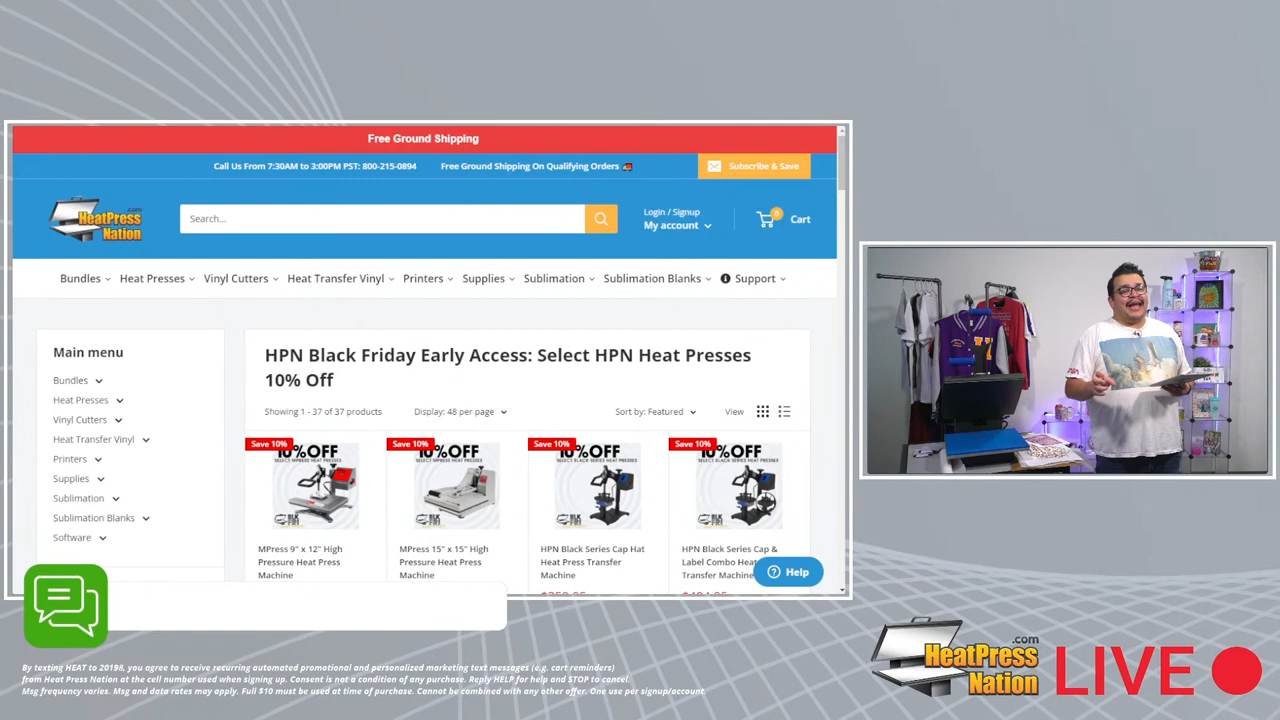 Free Ground Shipping
Call Us From 7:30AM to 3:00PM PST: 800-215-0894
Free Ground Shipping On Qualifying Orders
Subscribe & Save
HeatPress
.com
Nation
Search...
Login / Signup
My account
0
Cart
Bundles
Heat Presses
Vinyl Cutters
Heat Transfer Vinyl
Printers
Supplies
Sublimation
Sublimation Blanks
Support
Main menu
Bundles
Heat Presses
Vinyl Cutters
Heat Transfer Vinyl
Printers
Supplies
Sublimation
Sublimation Blanks
Software
HPN Black Friday Early Access: Select HPN Heat Presses
10% Off
Showing 1 - 37 of 37 products
Display: 48 per page
Sort by: Featured
View
Save 10%
Save 10%
Save 10%
Save 10%
10%OFF
10%OFF
10%OFF
10%OFF
MPress 9" x 12" High
Pressure Heat Press
Machine
MPress 15" x 15" High
Pressure Heat Press
Machine
HPN Black Series Cap Hat
Heat Press Transfer
Machine
HPN Black Series Cap &
Label Combo Heat
Transfer Machine
Help
By texting HEAT to 20198, you agree to receive recurring automated promotional and personalized marketing text messages (e.g. cart reminders)
from Heat Press Nation at the cell number used when signing up. Consent is not a condition of any purchase. Reply HELP for help and STOP to cancel.
Msg frequency varies. Msg and data rates may apply. Full $10 must be used at time of purchase. Cannot be combined with any other offer. One use per signup/account.
.com
HeatPress
Nation
LIVE